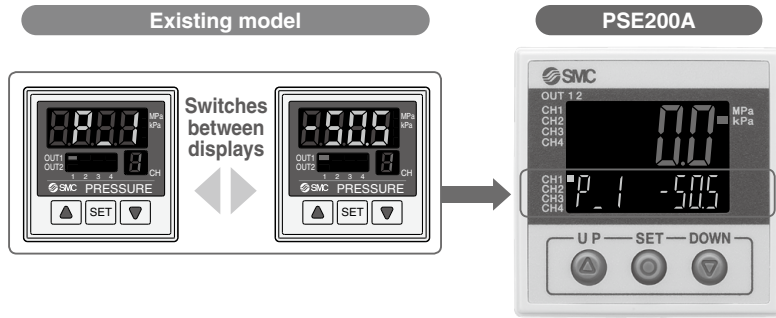 Existing model
PSE200A
P_1
MPa
kPa
OUT1
OUT2
1 2 3 4
8
CH
SMC PRESSURE
SET
Switches
between
displays
-50.5
MPa
kPa
OUT1
OUT2
1 2 3 4
8
CH
SMC PRESSURE
SET
SMC
OUT 1 2
CH1
CH2
CH3
CH4
0.0
MPa
kPa
CH1
CH2
CH3
CH4
P_1 -50.5
UP SET DOWN